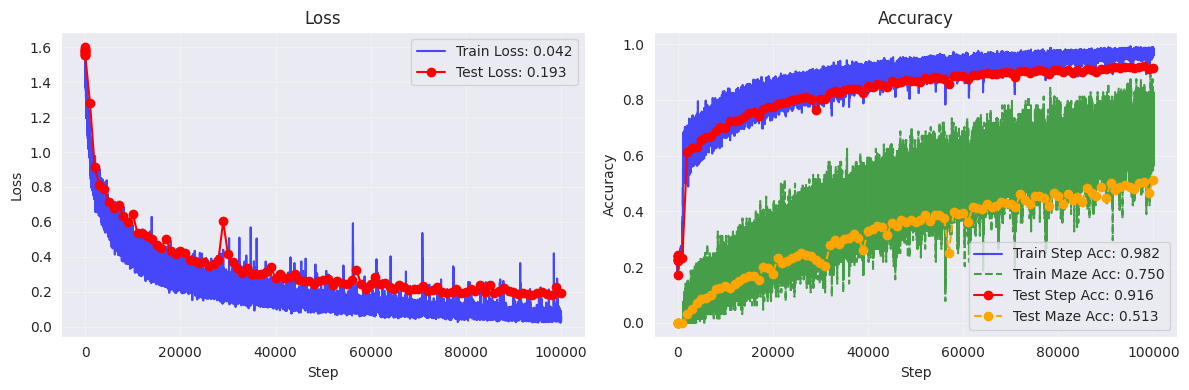 Loss
1.6
1.4
1.2
1.0
0.8
0.6
0.4
0.2
0.0
Loss
Train Loss: 0.042
Test Loss: 0.193
0
20000
40000
60000
80000
100000
Step
Accuracy
1.0
0.8
0.6
0.4
0.2
0.0
Accuracy
Train Step Acc: 0.982
Train Maze Acc: 0.750
Test Step Acc: 0.916
Test Maze Acc: 0.513
0
20000
40000
60000
80000
100000
Step